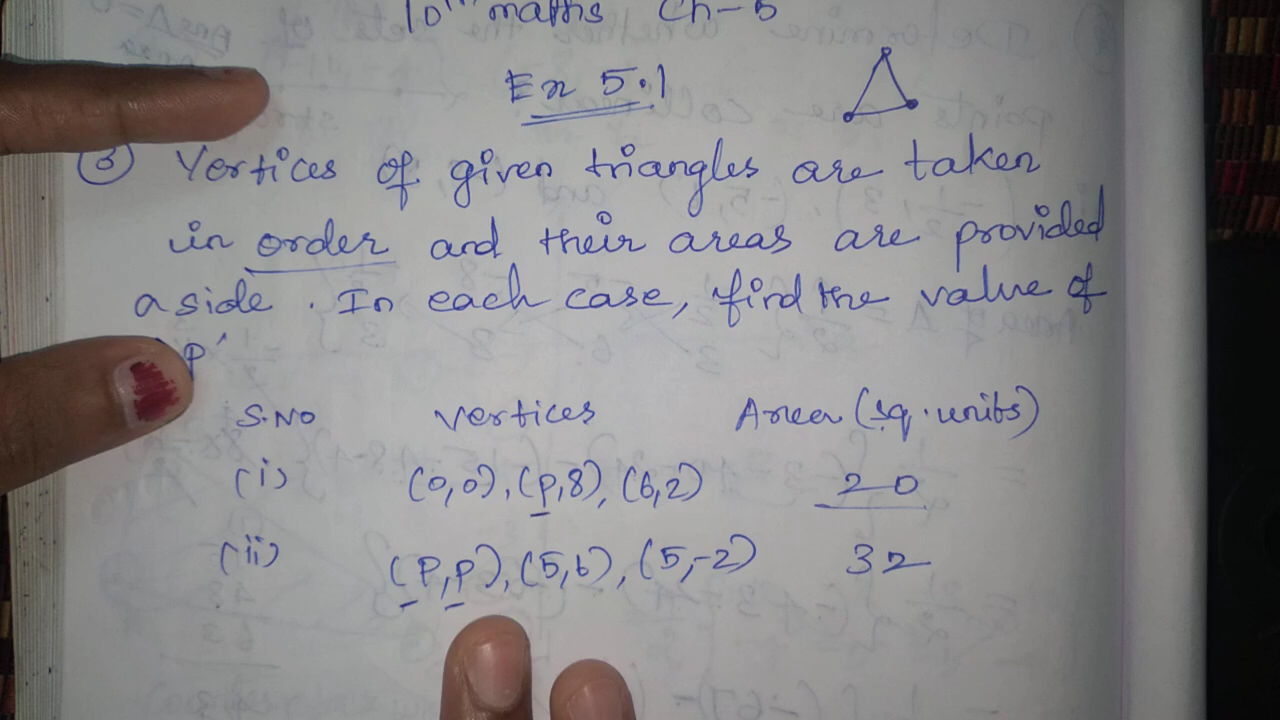 10th maths Ch-5
Ex 5.1
③ Vertices of given triangles are taken
in order and their areas are provided
aside. In each case, find the value of
'p'
S.NO Vertices Area (sq.units)
(i) (0,0), (p,8), (6,2) 20
(ii) (p,p), (5,6), (5,-2) 32